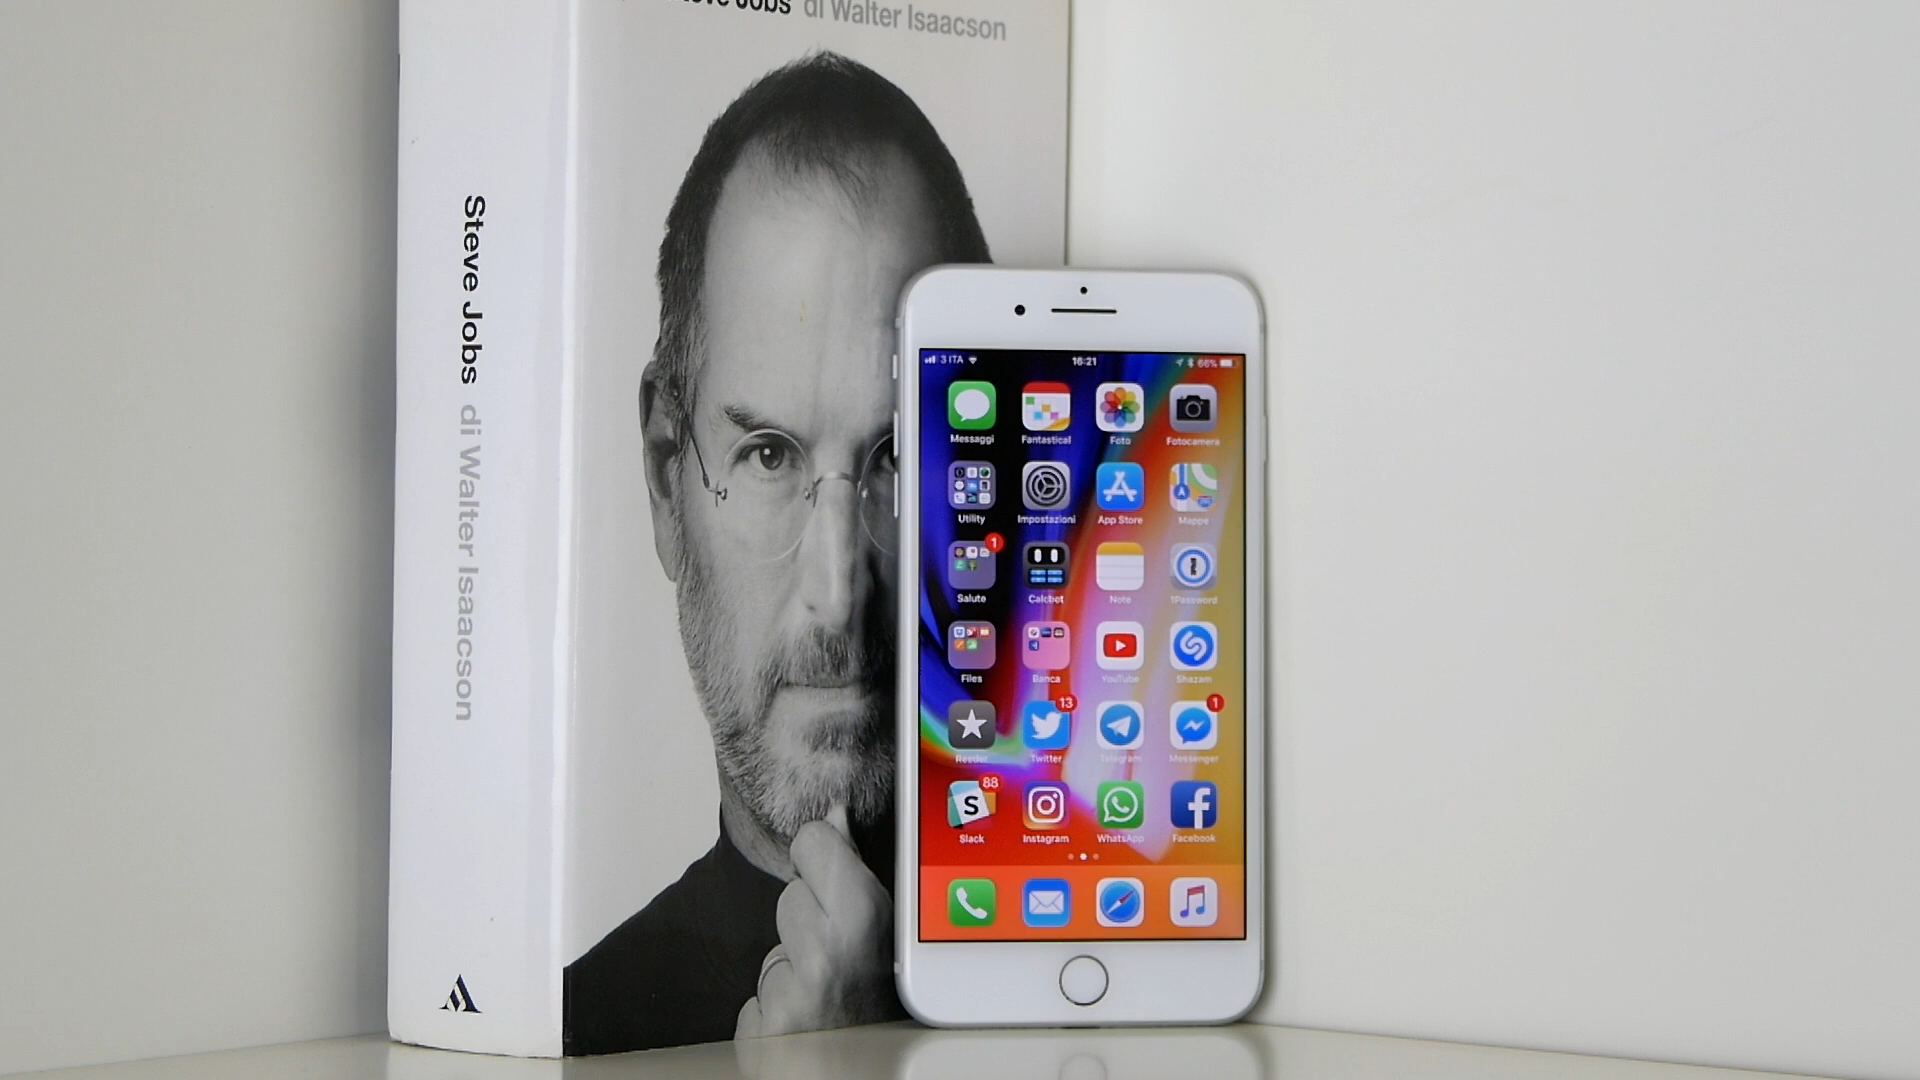 Steve Jobs di Walter Isaacson
Steve Jobs di Walter Isaacson
3 ITA 16:21 66%
Messaggi Fantastical Foto Fotocamera
Utility Impostazioni App Store Mappe
1
Salute Calcbot Note 1Password
Files Banca YouTube Shazam
13 1
Reeder Twitter Telegram Messenger
88
S
Slack Instagram WhatsApp Facebook